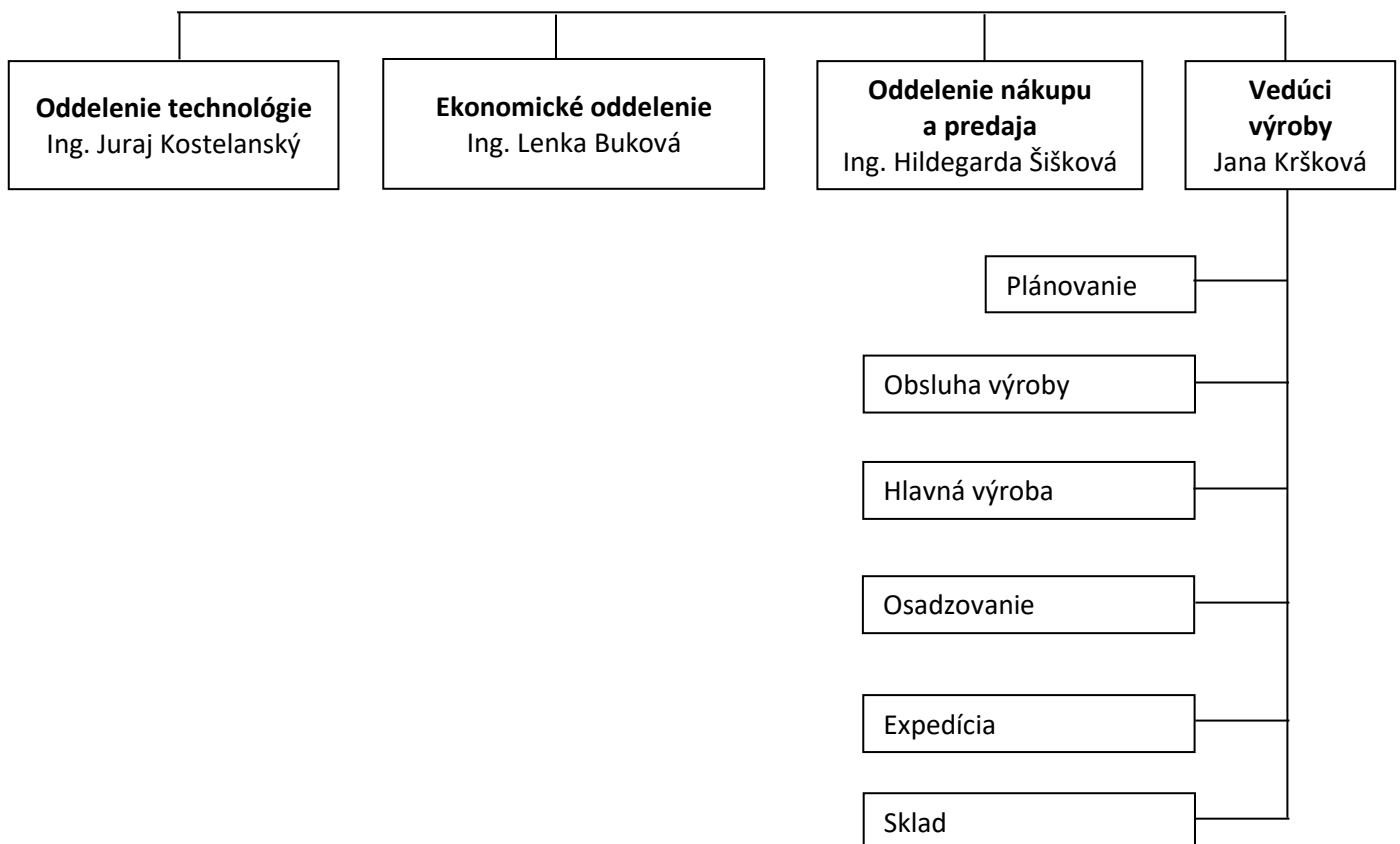 Oddelenie technológie
Ing. Juraj Kostelanský
Ekonomické oddelenie
Ing. Lenka Buková
Oddelenie nákupu
a predaja
Ing. Hildegarda Šišková
Vedúci
výroby
Jana Kršková
Plánovanie
Obsluha výroby
Hlavná výroba
Osadzovanie
Expedícia
Sklad